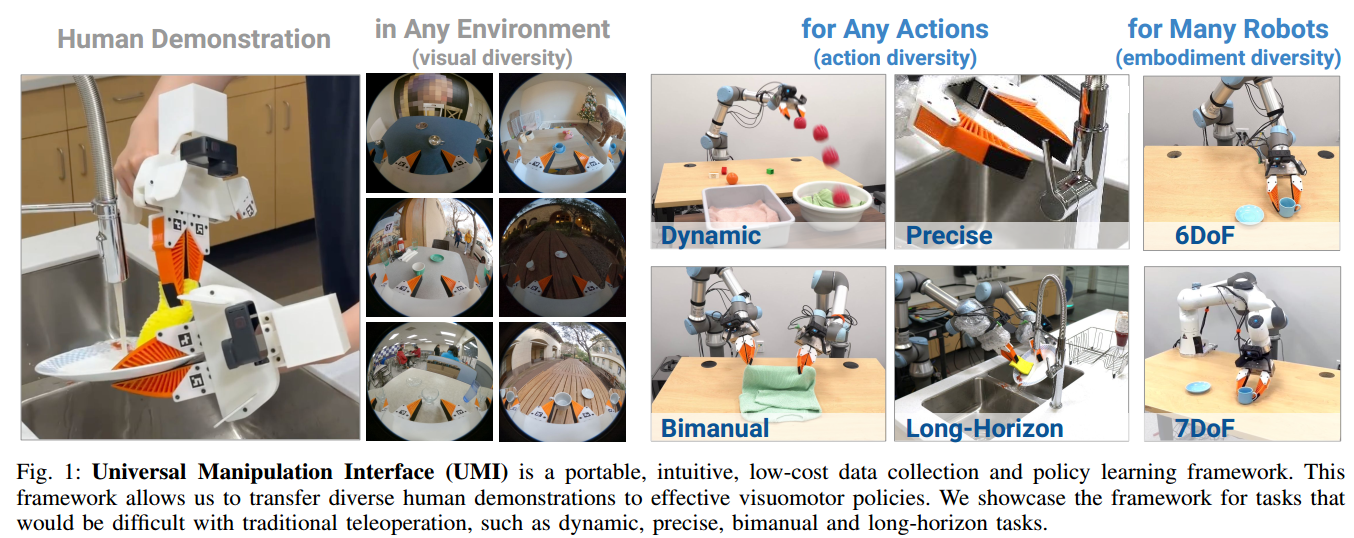 Human Demonstration
in Any Environment
(visual diversity)
for Any Actions
(action diversity)
for Many Robots
(embodiment diversity)
Dynamic
Precise
6DoF
Bimanual
Long-Horizon
7DoF
Fig. 1: Universal Manipulation Interface (UMI) is a portable, intuitive, low-cost data collection and policy learning framework. This
framework allows us to transfer diverse human demonstrations to effective visuomotor policies. We showcase the framework for tasks that
would be difficult with traditional teleoperation, such as dynamic, precise, bimanual and long-horizon tasks.